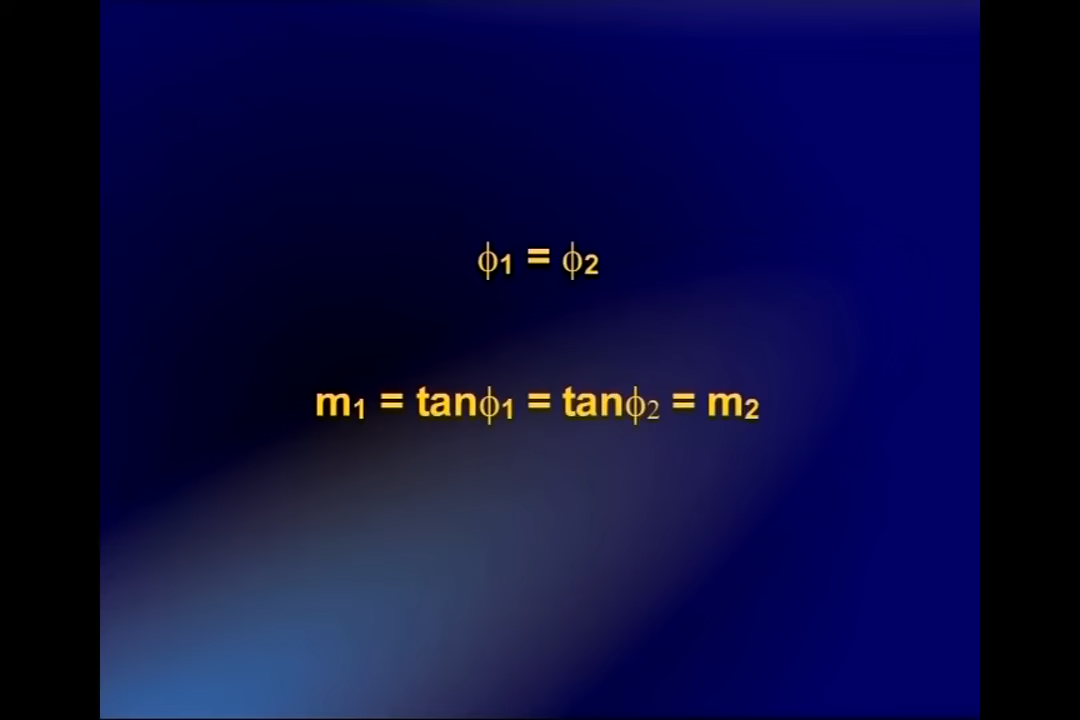 ϕ₁ = ϕ₂
m₁ = tanϕ₁ = tanϕ₂ = m₂